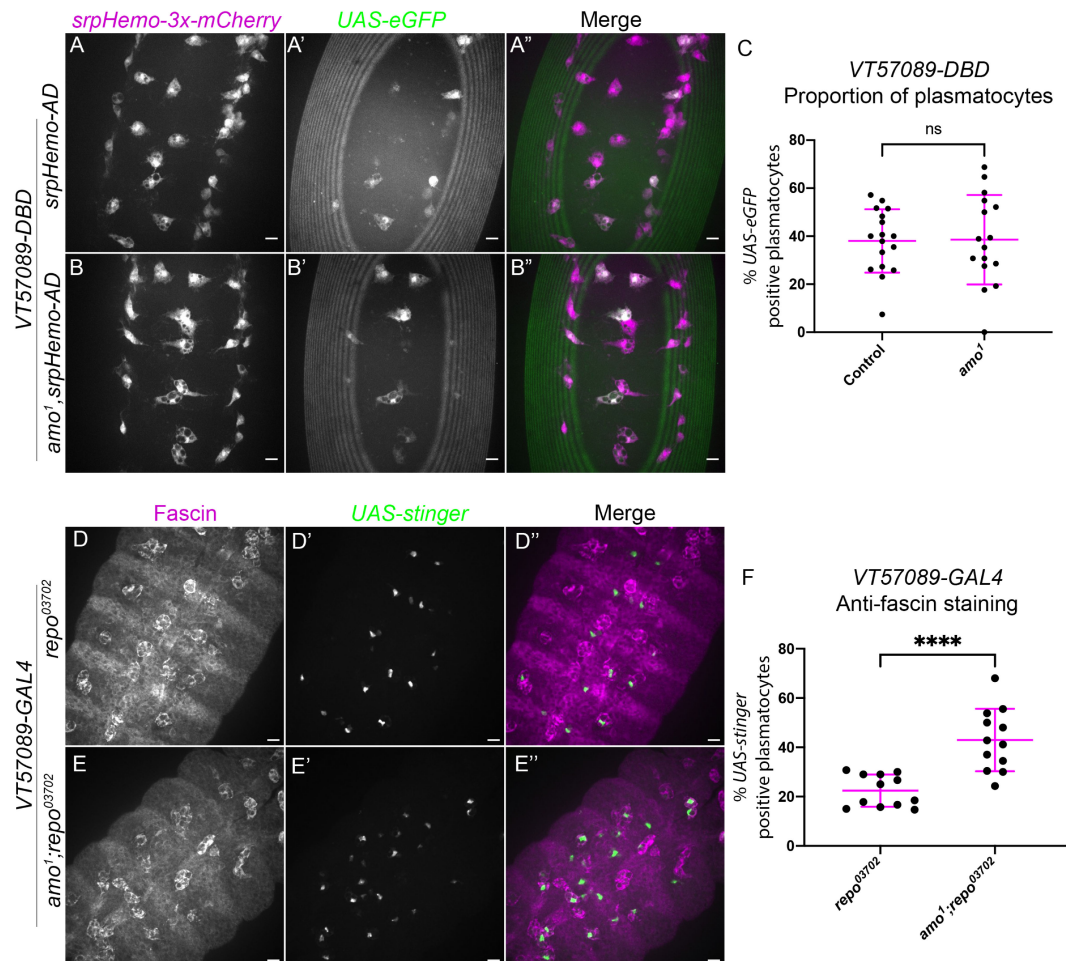 srpHemo-3x-mCherry UAS-eGFP Merge
VT57089-DBD
srpHemo-AD
A A' A"
amo¹;srpHemo-AD
B B' B"
C
VT57089-DBD
Proportion of plasmatocytes
% UAS-eGFP
positive plasmatocytes
80
60
40
20
0
ns
Control
amo¹
Fascin UAS-stinger Merge
VT57089-GAL4
repo⁰³⁷⁰²
D D' D''
amo¹;repo⁰³⁷⁰²
E E' E''
F
VT57089-GAL4
Anti-fascin staining
% UAS-stinger
positive plasmatocytes
80
60
40
20
0
****
repo⁰³⁷⁰²
amo¹;repo⁰³⁷⁰²